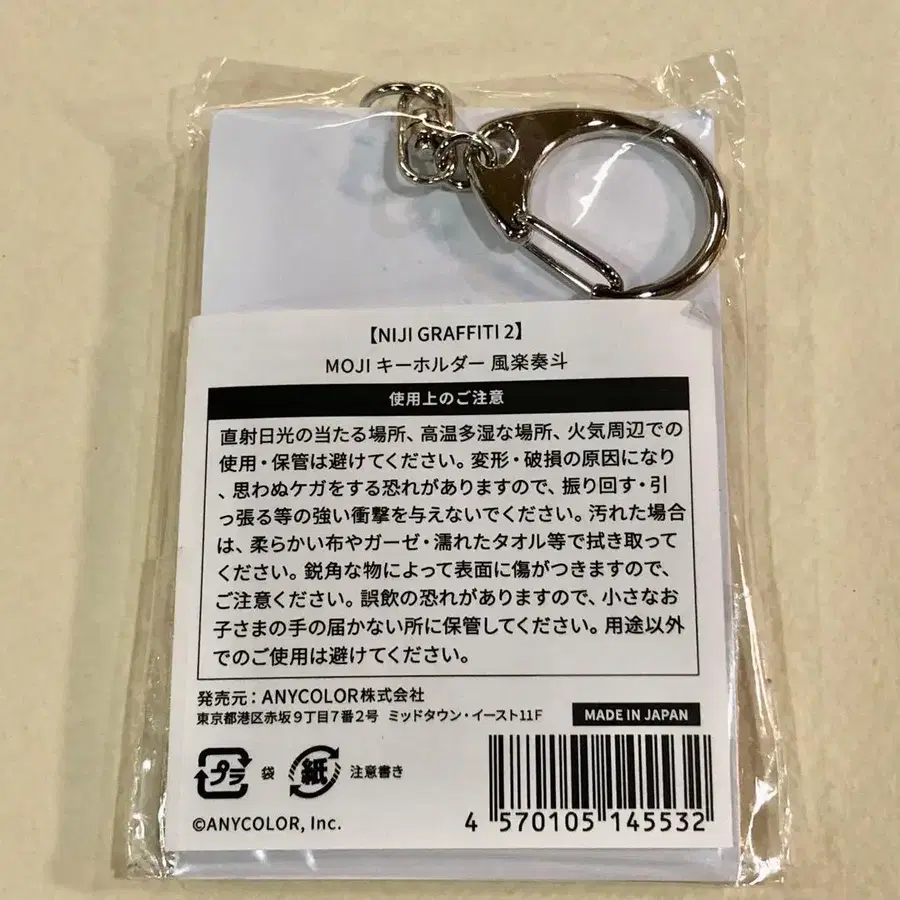 【NIJI GRAFFITI 2】
MOJI キーホルダー 風楽奏斗
使用上のご注意
直射日光の当たる場所、高温多湿な場所、火気周辺での
使用・保管は避けてください。変形・破損の原因になり
、思わぬケガをする恐れがありますので、振り回す・引
っ張る等の強い衝撃を与えないでください。汚れた場合
は、柔らかい布やガーゼ・濡れたタオル等で拭き取って
ください。鋭角な物によって表面に傷がつきますので、
ご注意ください。誤飲の恐れがありますので、小さなお
子さまの手の届かない所に保管してください。用途以外
でのご使用は避けてください。
発売元：ANYCOLOR株式会社
東京都港区赤坂9丁目7番2号 ミッドタウン・イースト11F
MADE IN JAPAN
プラ 袋 紙 注意書き
©ANYCOLOR, Inc.
4 570105 145532